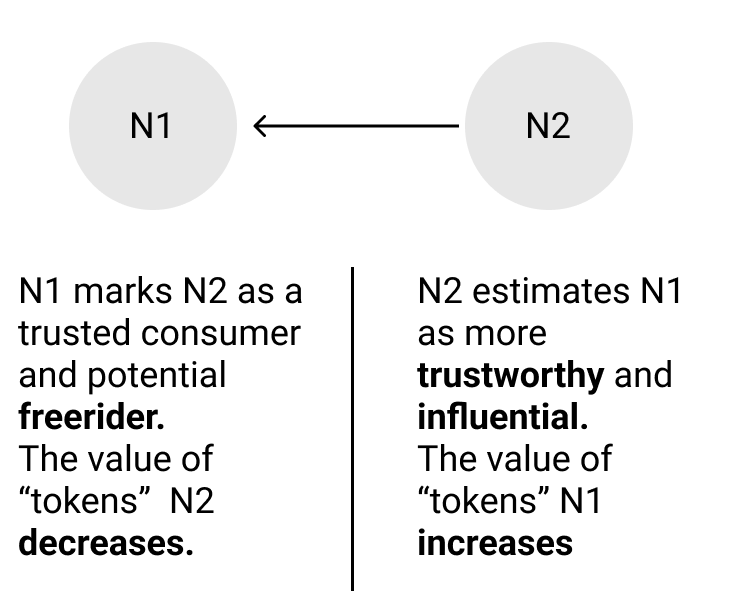 N1
N2
N1 marks N2 as a
trusted consumer
and potential
freerider.
The value of
“tokens”  N2
decreases.
N2 estimates N1
as more
trustworthy and
influential.
The value of
“tokens” N1
increases